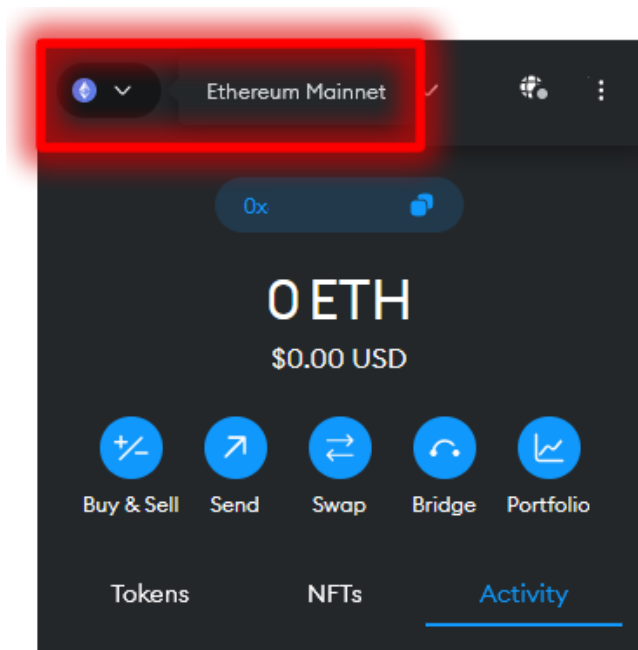 Ethereum Mainnet
0x
0 ETH
$0.00 USD
Buy & Sell Send Swap Bridge Portfolio
Tokens NFTs Activity